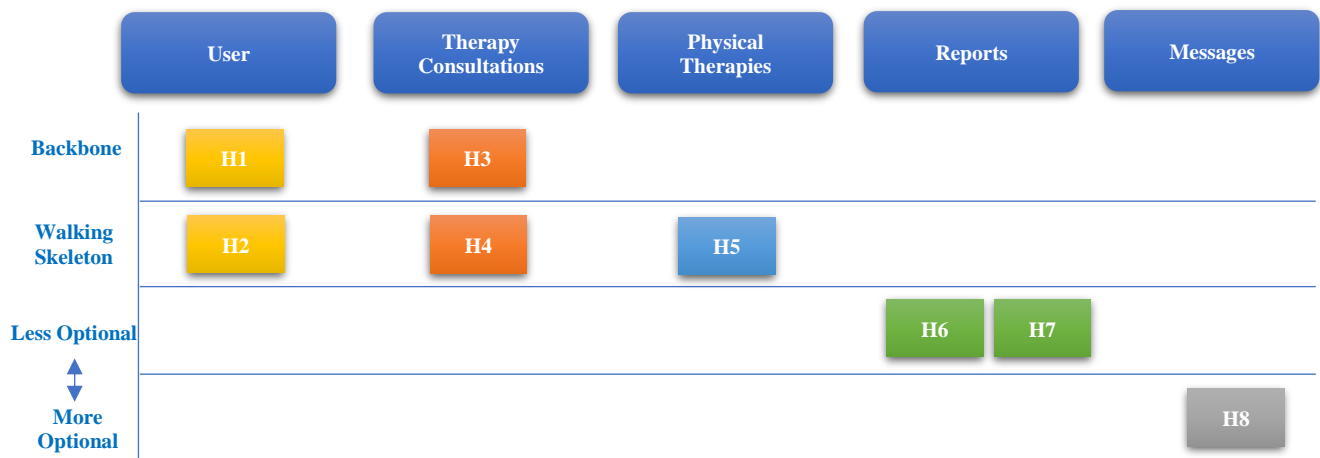 User
Therapy
Consultations
Physical
Therapies
Reports
Messages
Backbone
H1
H3
Walking
Skeleton
H2
H4
H5
Less Optional
H6
H7
More
Optional
H8